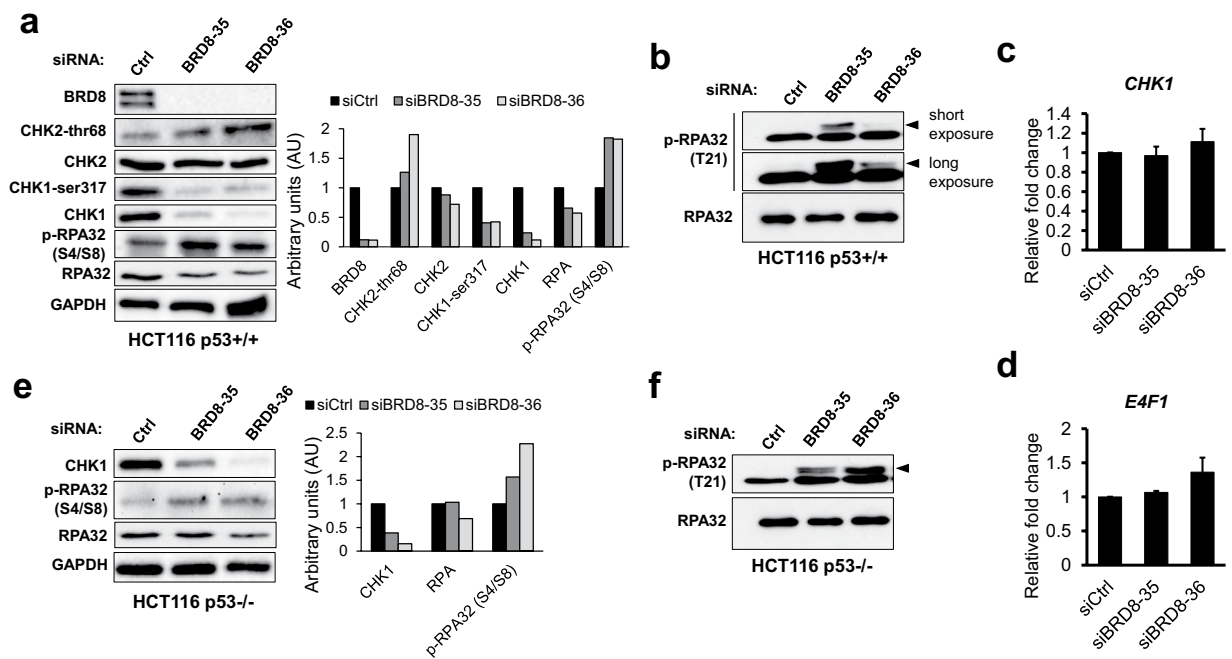 a
siRNA:
Ctrl
BRD8-35
BRD8-36
BRD8
CHK2-thr68
CHK2
CHK1-ser317
CHK1
p-RPA32
(S4/S8)
RPA32
GAPDH
HCT116 p53+/+
siCtrl siBRD8-35 siBRD8-36
Arbitrary units (AU)
2
1.5
1
0.5
0
BRD8
CHK2-thr68
CHK2
CHK1-ser317
CHK1
RPA
p-RPA32 (S4/S8)
b
siRNA:
Ctrl
BRD8-35
BRD8-36
p-RPA32
(T21)
short
exposure
long
exposure
RPA32
HCT116 p53+/+
c
CHK1
Relative fold change
1.4
1.2
1
0.8
0.6
0.4
0.2
0
siCtrl
siBRD8-35
siBRD8-36
e
siRNA:
Ctrl
BRD8-35
BRD8-36
CHK1
p-RPA32
(S4/S8)
RPA32
GAPDH
HCT116 p53-/-
siCtrl siBRD8-35 siBRD8-36
Arbitrary units (AU)
2.5
2
1.5
1
0.5
0
CHK1
RPA
p-RPA32 (S4/S8)
f
siRNA:
Ctrl
BRD8-35
BRD8-36
p-RPA32
(T21)
RPA32
HCT116 p53-/-
d
E4F1
Relative fold change
2
1.5
1
0.5
0
siCtrl
siBRD8-35
siBRD8-36